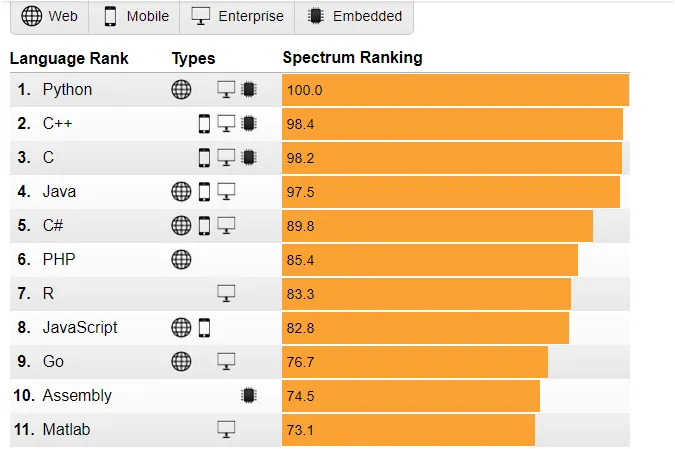 Web Mobile Enterprise Embedded
Language Rank Types Spectrum Ranking
1. Python 100.0
2. C++ 98.4
3. C 98.2
4. Java 97.5
5. C# 89.8
6. PHP 85.4
7. R 83.3
8. JavaScript 82.8
9. Go 76.7
10. Assembly 74.5
11. Matlab 73.1